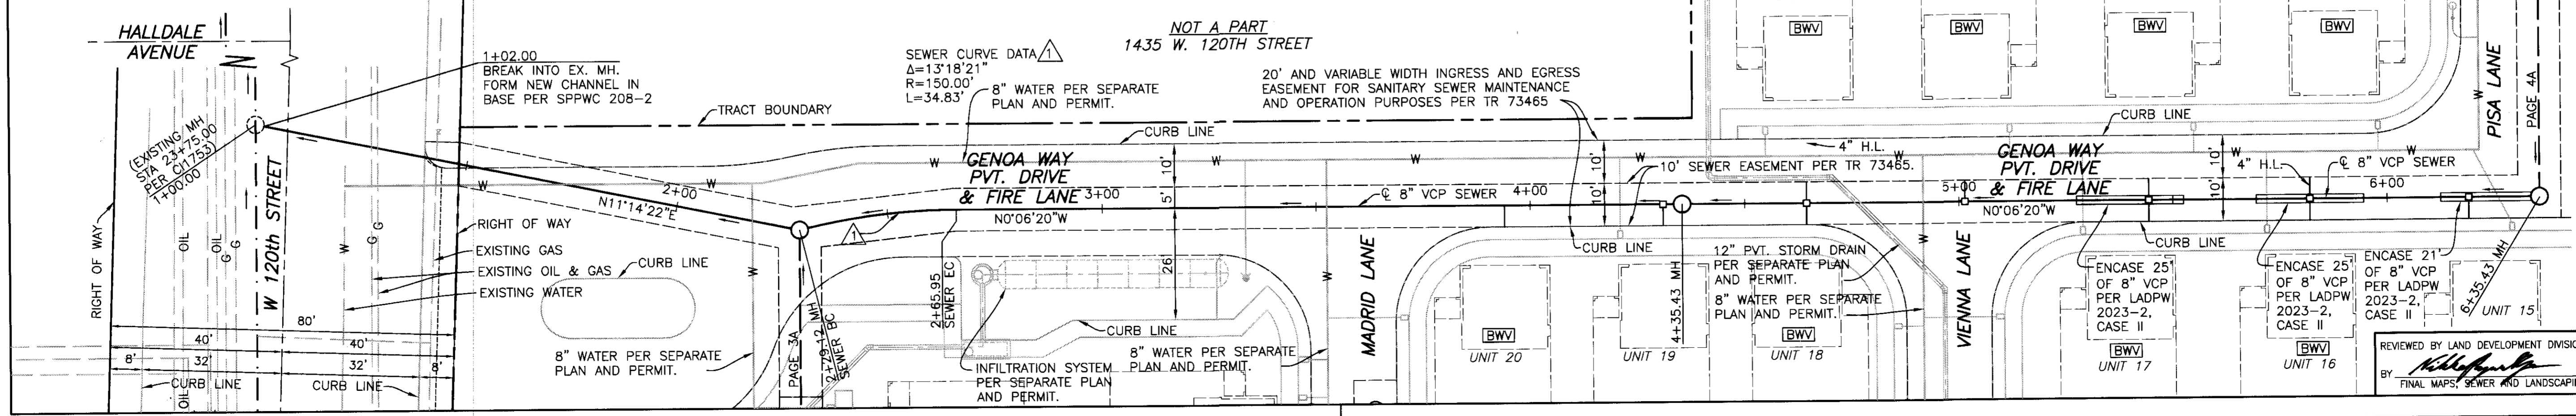 HALLDALE
AVENUE
N
1+02.00
BREAK INTO EX. MH.
FORM NEW CHANNEL IN
BASE PER SPPWC 208-2
(EXISTING MH
STA 23+75.00
PER CI1753)
1+00.00
W 120th STREET
RIGHT OF WAY
OIL
OIL
G
G
W
G
G
OIL
80'
40'
40'
8'
32'
32'
8'
CURB LINE
CURB LINE
RIGHT OF WAY
EXISTING GAS
EXISTING OIL & GAS
EXISTING WATER
CURB LINE
TRACT BOUNDARY
NOT A PART
1435 W. 120TH STREET
SEWER CURVE DATA 1
Δ=13°18'21"
R=150.00'
L=34.83'
8" WATER PER SEPARATE
PLAN AND PERMIT.
20' AND VARIABLE WIDTH INGRESS AND EGRESS
EASEMENT FOR SANITARY SEWER MAINTENANCE
AND OPERATION PURPOSES PER TR 73465
CURB LINE
W
2+00
W
N11°14'22"E
GENOA WAY
PVT. DRIVE
& FIRE LANE
3+00
N0°06'20"W
10'
5'
26'
W
W
W
W
W
1
℄ 8" VCP SEWER
4+00
10'
10'
10' SEWER EASEMENT PER TR 73465.
4" H.L.
CURB LINE
GENOA WAY
PVT. DRIVE
& FIRE LANE
5+00
N0°06'20"W
4" H.L.
℄ 8" VCP SEWER
6+00
10'
10'
BWV
BWV
BWV
BWV
PISA LANE
PAGE 4A
W
W
W
W
8" WATER PER SEPARATE
PLAN AND PERMIT.
PAGE 3A
2+29.12 MH
SEWER BC
2+65.95
SEWER EC
CURB LINE
INFILTRATION SYSTEM
PER SEPARATE PLAN
AND PERMIT.
8" WATER PER SEPARATE
PLAN AND PERMIT.
MADRID LANE
CURB LINE
BWV
UNIT 20
UNIT 19
4+35.43 MH
12" PVT. STORM DRAIN
PER SEPARATE PLAN
AND PERMIT.
8" WATER PER SEPARATE
PLAN AND PERMIT.
BWV
UNIT 18
VIENNA LANE
CURB LINE
ENCASE 25'
OF 8" VCP
PER LADPW
2023-2,
CASE II
BWV
UNIT 17
ENCASE 25'
OF 8" VCP
PER LADPW
2023-2,
CASE II
BWV
UNIT 16
ENCASE 21'
OF 8" VCP
PER LADPW
2023-2,
CASE II
6+35.43 MH
UNIT 15
REVIEWED BY LAND DEVELOPMENT DIVISIO
BY
FINAL MAPS, SEWER AND LANDSCAPI